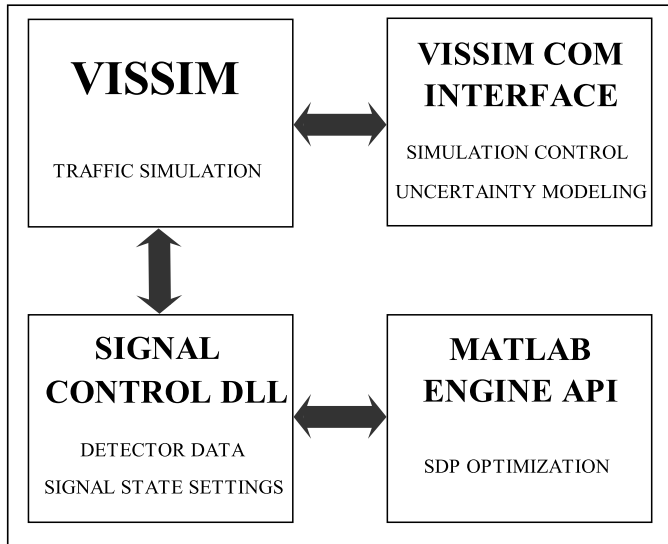 VISSIM
TRAFFIC SIMULATION
VISSIM COM
INTERFACE
SIMULATION CONTROL
UNCERTAINTY MODELING
SIGNAL
CONTROL DLL
DETECTOR DATA
SIGNAL STATE SETTINGS
MATLAB
ENGINE API
SDP OPTIMIZATION